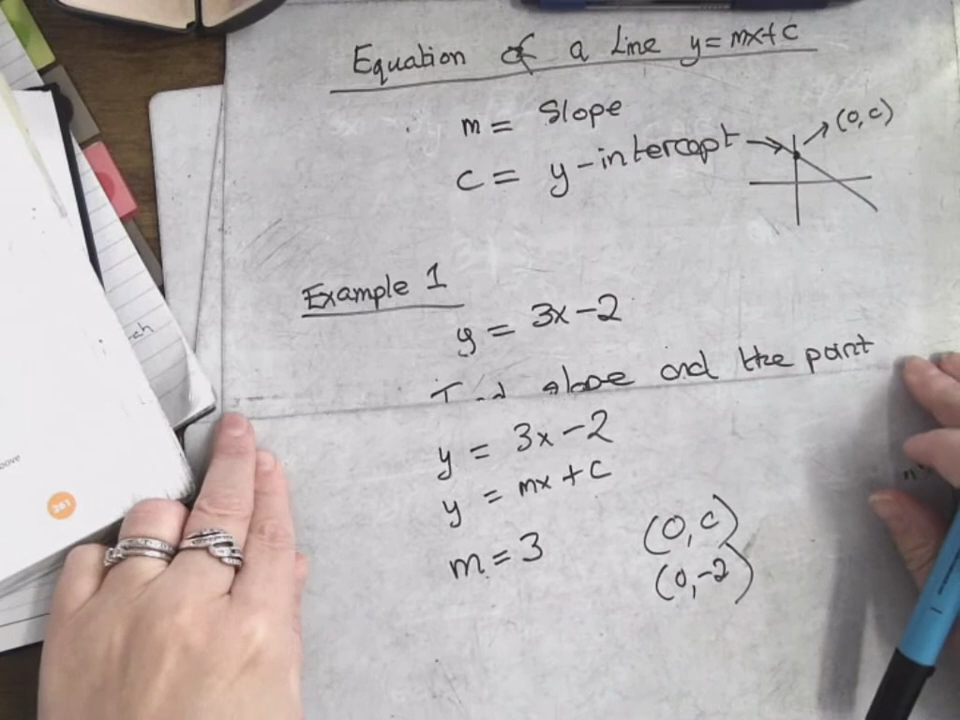 Equation of a Line y=mx+c
m = Slope
c = y-intercept
(0,c)
Example 1
y = 3x-2
slope and the point
y = 3x-2
y = mx+c
m = 3
(0,c)
(0,-2)
261